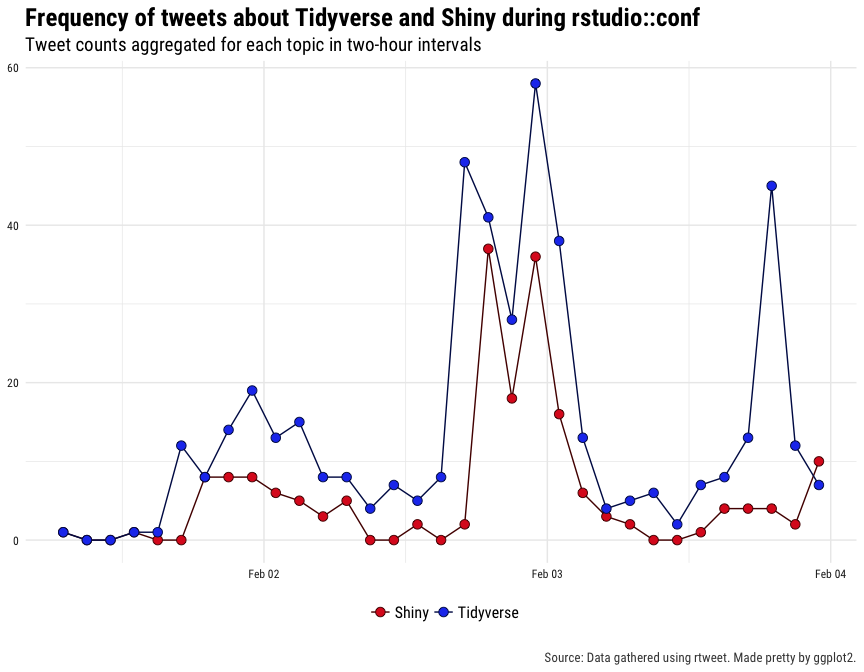 Frequency of tweets about Tidyverse and Shiny during rstudio::conf
Tweet counts aggregated for each topic in two-hour intervals
60
40
20
0
Feb 02 Feb 03 Feb 04
Shiny Tidyverse
Source: Data gathered using rtweet. Made pretty by ggplot2.